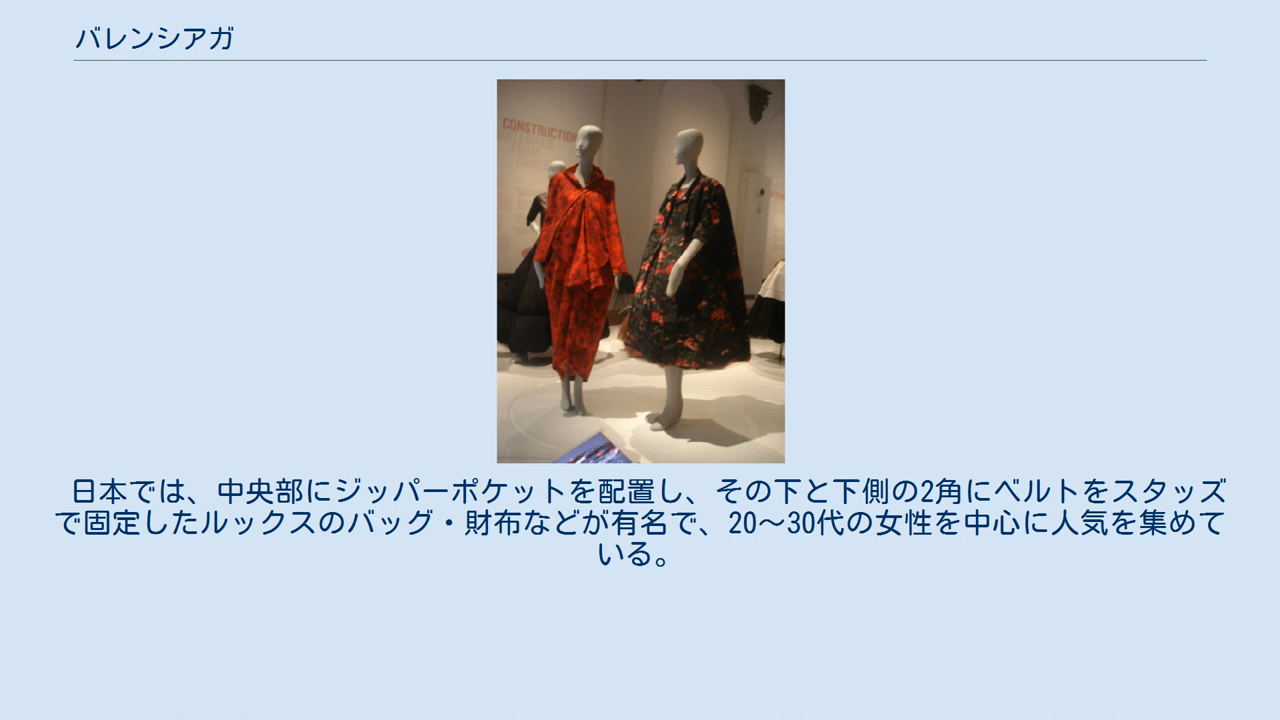 バレンシアガ
CONSTRUCTION
MATERIALS
FORM
日本では、中央部にジッパーポケットを配置し、その下と下側の2角にベルトをスタッズ
で固定したルックスのバッグ・財布などが有名で、20〜30代の女性を中心に人気を集めて
いる。